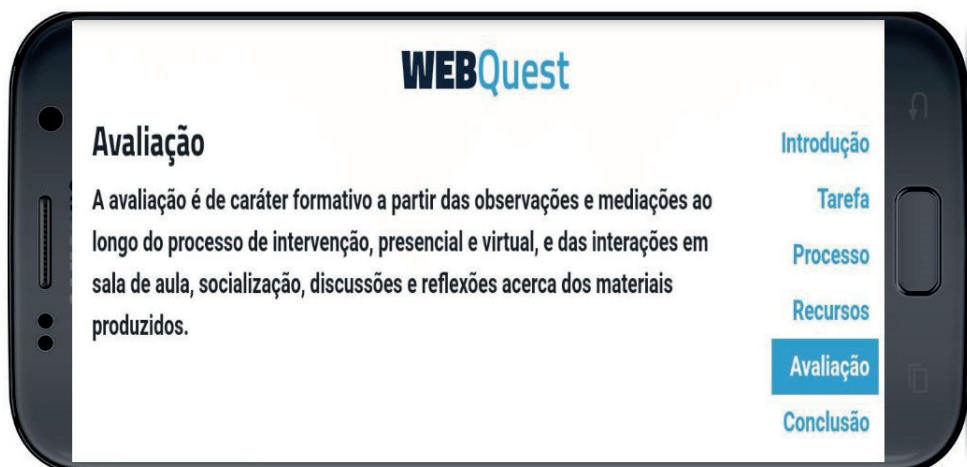 WEBQuest
Avaliação
A avaliação é de caráter formativo a partir das observações e mediações ao
longo do processo de intervenção, presencial e virtual, e das interações em
sala de aula, socialização, discussões e reflexões acerca dos materiais
produzidos.
Introdução
Tarefa
Processo
Recursos
Avaliação
Conclusão